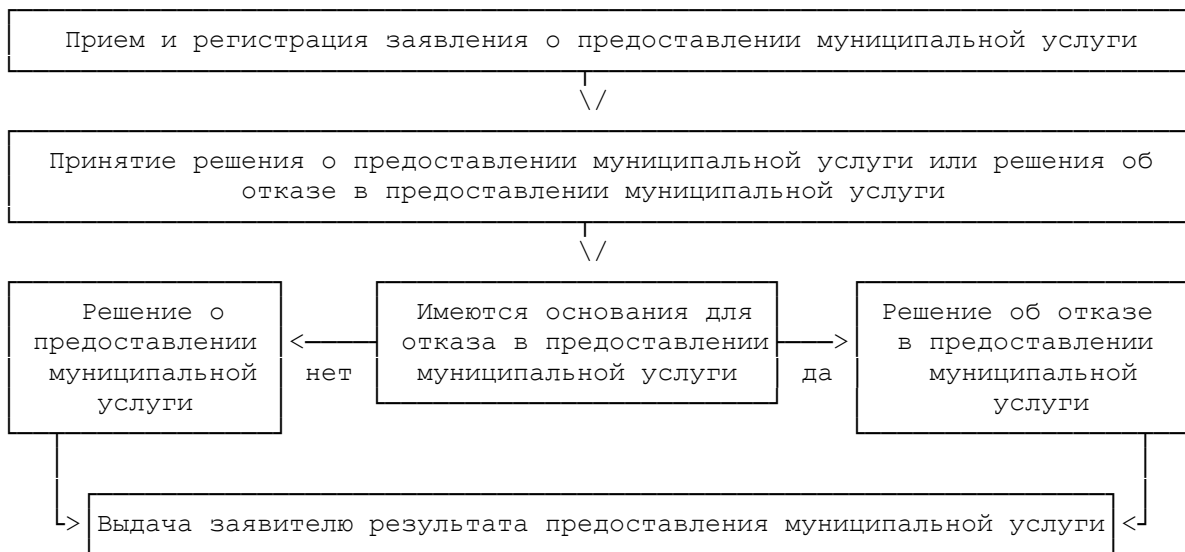 Прием и регистрация заявления о предоставлении муниципальной услуги
\/
Принятие решения о предоставлении муниципальной услуги или решения об
отказе в предоставлении муниципальной услуги
\/
Решение о
предоставлении
муниципальной
услуги
<
нет
Имеются основания для
отказа в предоставлении
муниципальной услуги
>
да
Решение об отказе
в предоставлении
муниципальной
услуги
>
Выдача заявителю результата предоставления муниципальной услуги
<